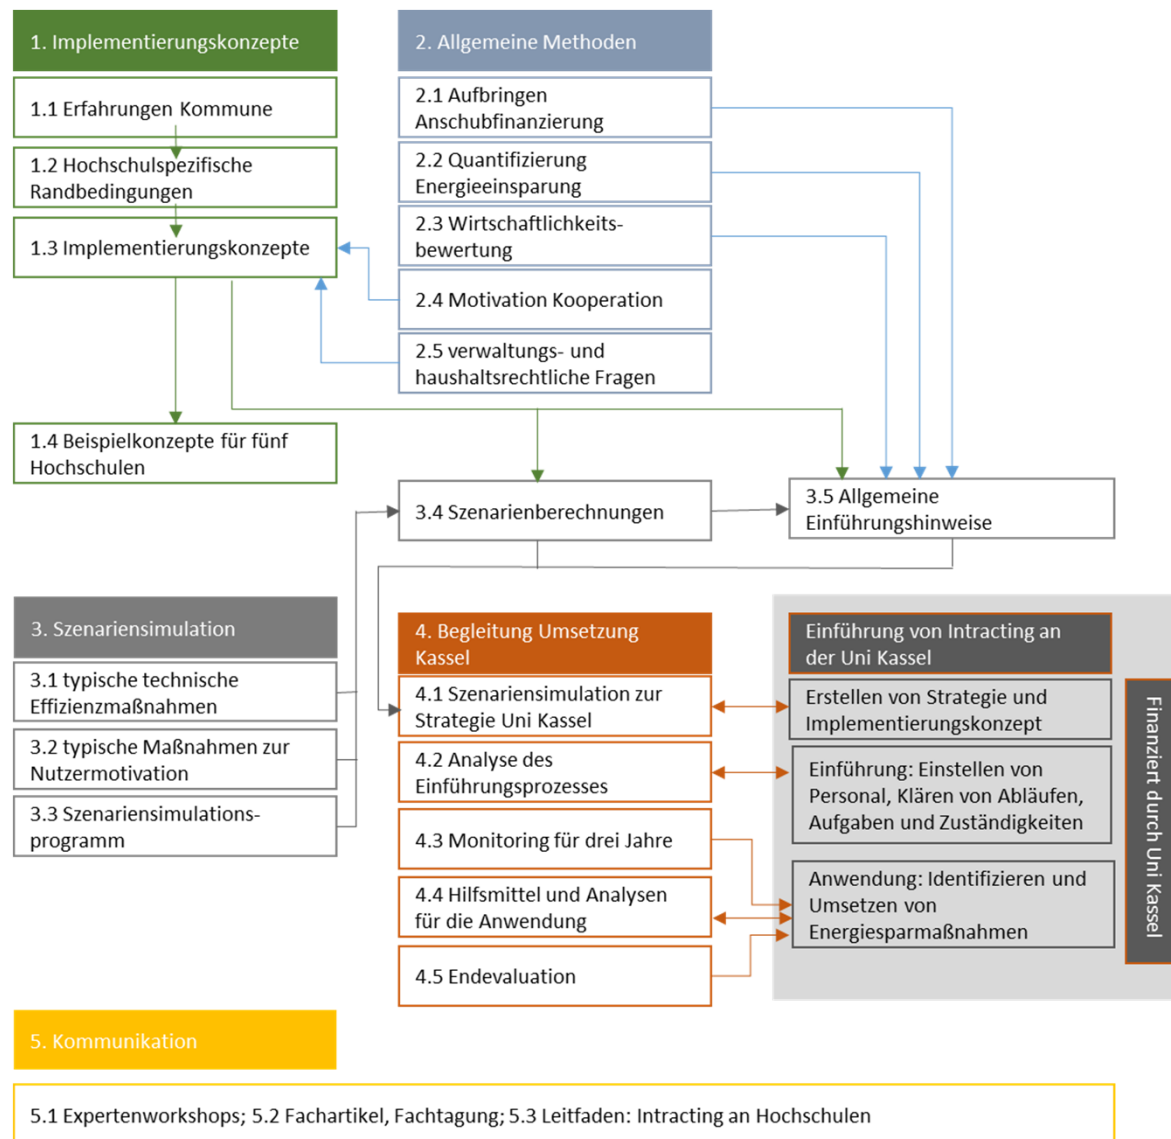 1. Implementierungskonzepte
1.1 Erfahrungen Kommune
1.2 Hochschulspezifische
Randbedingungen
1.3 Implementierungskonzepte
1.4 Beispielkonzepte für fünf
Hochschulen
2. Allgemeine Methoden
2.1 Aufbringen
Anschubfinanzierung
2.2 Quantifizierung
Energieeinsparung
2.3 Wirtschaftlichkeits-
bewertung
2.4 Motivation Kooperation
2.5 verwaltungs- und
haushaltsrechtliche Fragen
3.4 Szenarienberechnungen
3.5 Allgemeine
Einführungshinweise
3. Szenariensimulation
3.1 typische technische
Effizienzmaßnahmen
3.2 typische Maßnahmen zur
Nutzermotivation
3.3 Szenariensimulations-
programm
4. Begleitung Umsetzung
Kassel
4.1 Szenariensimulation zur
Strategie Uni Kassel
4.2 Analyse des
Einführungsprozesses
4.3 Monitoring für drei Jahre
4.4 Hilfsmittel und Analysen
für die Anwendung
4.5 Endevaluation
Einführung von Intracting an
der Uni Kassel
Erstellen von Strategie und
Implementierungskonzept
Einführung: Einstellen von
Personal, Klären von Abläufen,
Aufgaben und Zuständigkeiten
Anwendung: Identifizieren und
Umsetzen von
Energiesparmaßnahmen
Finanziert durch Uni Kassel
5. Kommunikation
5.1 Expertenworkshops; 5.2 Fachartikel, Fachtagung; 5.3 Leitfaden: Intracting an Hochschulen